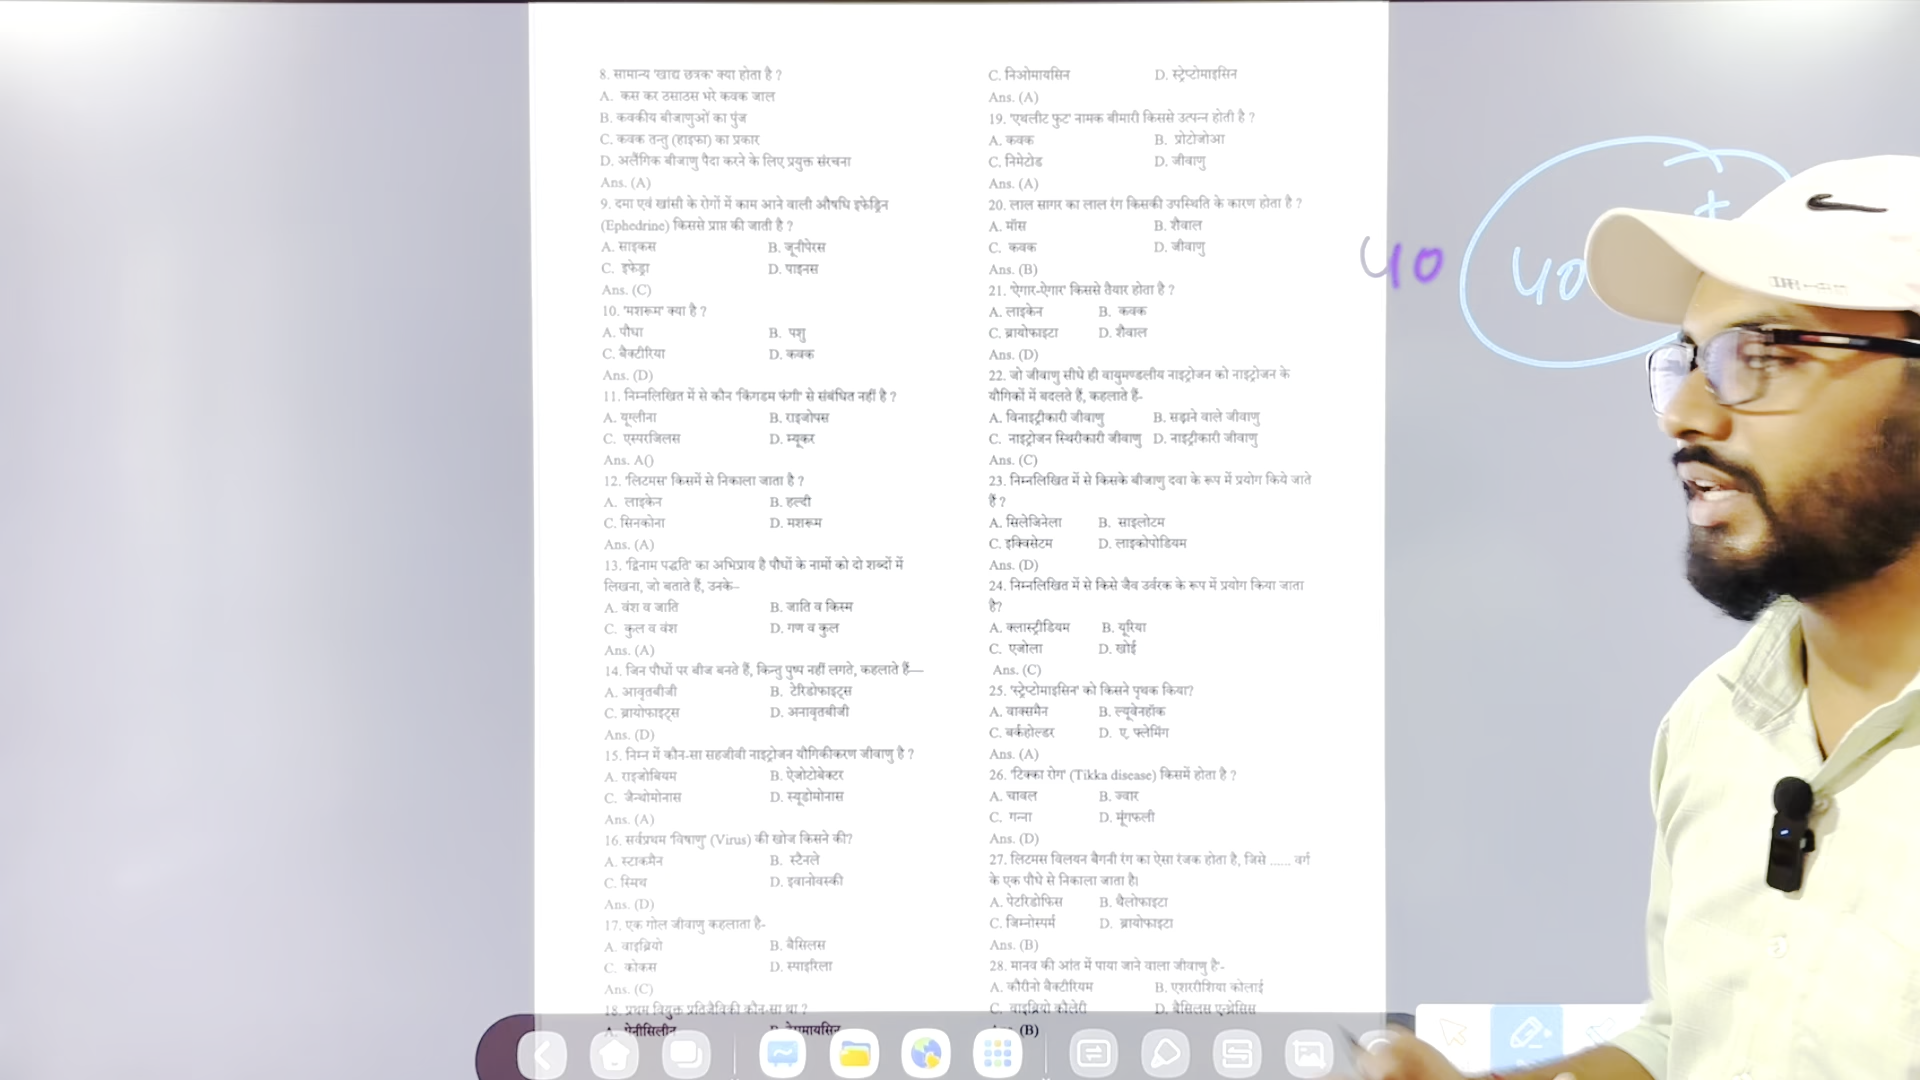 8. सामान्य 'खाद्य छत्रक' क्या होता है ?
A. कस कर ठसाठस भरे कवक जाल
B. कवकीय बीजाणुओं का पुंज
C. कवक तन्तु (हाइफा) का प्रकार
D. अलैंगिक बीजाणु पैदा करने के लिए प्रयुक्त संरचना
Ans. (A)
9. दमा एवं खांसी के रोगों में काम आने वाली औषधि इफेड्रिन
(Ephedrine) किससे प्राप्त की जाती है ?
A. साइकस B. जूनीपेरस
C. इफेड्रा D. पाइनस
Ans. (C)
10. 'मशरूम' क्या है ?
A. पौधा B. पशु
C. बैक्टीरिया D. कवक
Ans. (D)
11. निम्नलिखित में से कौन 'किंगडम फंगी' से संबंधित नहीं है ?
A. यूग्लीना B. राइजोपस
C. एस्परजिलस D. म्यूकर
Ans. A()
12. 'लिटमस' किसमें से निकाला जाता है ?
A. लाइकेन B. हल्दी
C. सिनकोना D. मशरूम
Ans. (A)
13. 'द्विनाम पद्धति' का अभिप्राय है पौधों के नामों को दो शब्दों में
लिखना, जो बताते हैं, उनके–
A. वंश व जाति B. जाति व किस्म
C. कुल व वंश D. गण व कुल
Ans. (A)
14. जिन पौधों पर बीज बनते हैं, किन्तु पुष्प नहीं लगते, कहलाते हैं—
A. आवृतबीजी B. टेरिडोफाइट्स
C. ब्रायोफाइट्स D. अनावृतबीजी
Ans. (D)
15. निम्न में कौन-सा सहजीवी नाइट्रोजन यौगिकीकरण जीवाणु है ?
A. राइजोबियम B. ऐजोटोबेक्टर
C. जैन्थोमोनास D. स्यूडोमोनास
Ans. (A)
16. सर्वप्रथम 'विषाणु' (Virus) की खोज किसने की?
A. स्टाकमैन B. स्टैनले
C. स्मिथ D. इवानोवस्की
Ans. (D)
17. एक गोल जीवाणु कहलाता है-
A. वाइब्रियो B. बैसिलस
C. कोकस D. स्पाइरिला
Ans. (C)
18. प्रथम वियुक्त प्रतिजैविकी कौन-सा था ?
A. पेनीसिलीन B.
C. निओमायसिन D. स्ट्रेप्टोमाइसिन
Ans. (A)
19. 'एथलीट फुट' नामक बीमारी किससे उत्पन्न होती है ?
A. कवक B. प्रोटोजोआ
C. निमेटोड D. जीवाणु
Ans. (A)
20. लाल सागर का लाल रंग किसकी उपस्थिति के कारण होता है ?
A. मॉस B. शैवाल
C. कवक D. जीवाणु
Ans. (B)
21. 'ऐगार-ऐगार' किससे तैयार होता है ?
A. लाइकेन B. कवक
C. ब्रायोफाइटा D. शैवाल
Ans. (D)
22. जो जीवाणु सीधे ही वायुमण्डलीय नाइट्रोजन को नाइट्रोजन के
यौगिकों में बदलते हैं, कहलाते हैं-
A. विनाइट्रीकारी जीवाणु B. सड़ाने वाले जीवाणु
C. नाइट्रोजन स्थिरीकारी जीवाणु D. नाइट्रीकारी जीवाणु
Ans. (C)
23. निम्नलिखित में से किसके बीजाणु दवा के रूप में प्रयोग किये जाते
हैं ?
A. सिलेजिनेला B. साइलोटम
C. इक्विसेटम D. लाइकोपोडियम
Ans. (D)
24. निम्नलिखित में से किसे जैव उर्वरक के रूप में प्रयोग किया जाता
है?
A. क्लास्ट्रीडियम B. यूरिया
C. एजोला D. खोई
Ans. (C)
25. 'स्ट्रेप्टोमाइसिन' को किसने पृथक किया?
A. वाक्समैन B. ल्यूवेनहॉक
C. बर्कहोल्डर D. ए. फ्लेमिंग
Ans. (A)
26. 'टिक्का रोग' (Tikka disease) किसमें होता है ?
A. चावल B. ज्वार
C. गन्ना D. मूंगफली
Ans. (D)
27. लिटमस विलयन बैगनी रंग का ऐसा रंजक होता है, जिसे ...... वर्ग
के एक पौधे से निकाला जाता है।
A. पेटरिडोफिस B. थैलोफाइटा
C. जिम्नोस्पर्म D. ब्रायोफाइटा
Ans. (B)
28. मानव की आंत में पाया जाने वाला जीवाणु है'-
A. कौरीनो बैक्टीरियम B. एशररीशिया कोलाई
C. वाइब्रियो कौलेरी D. बैसिलस एन्थ्रेसिस
(B)
40
40